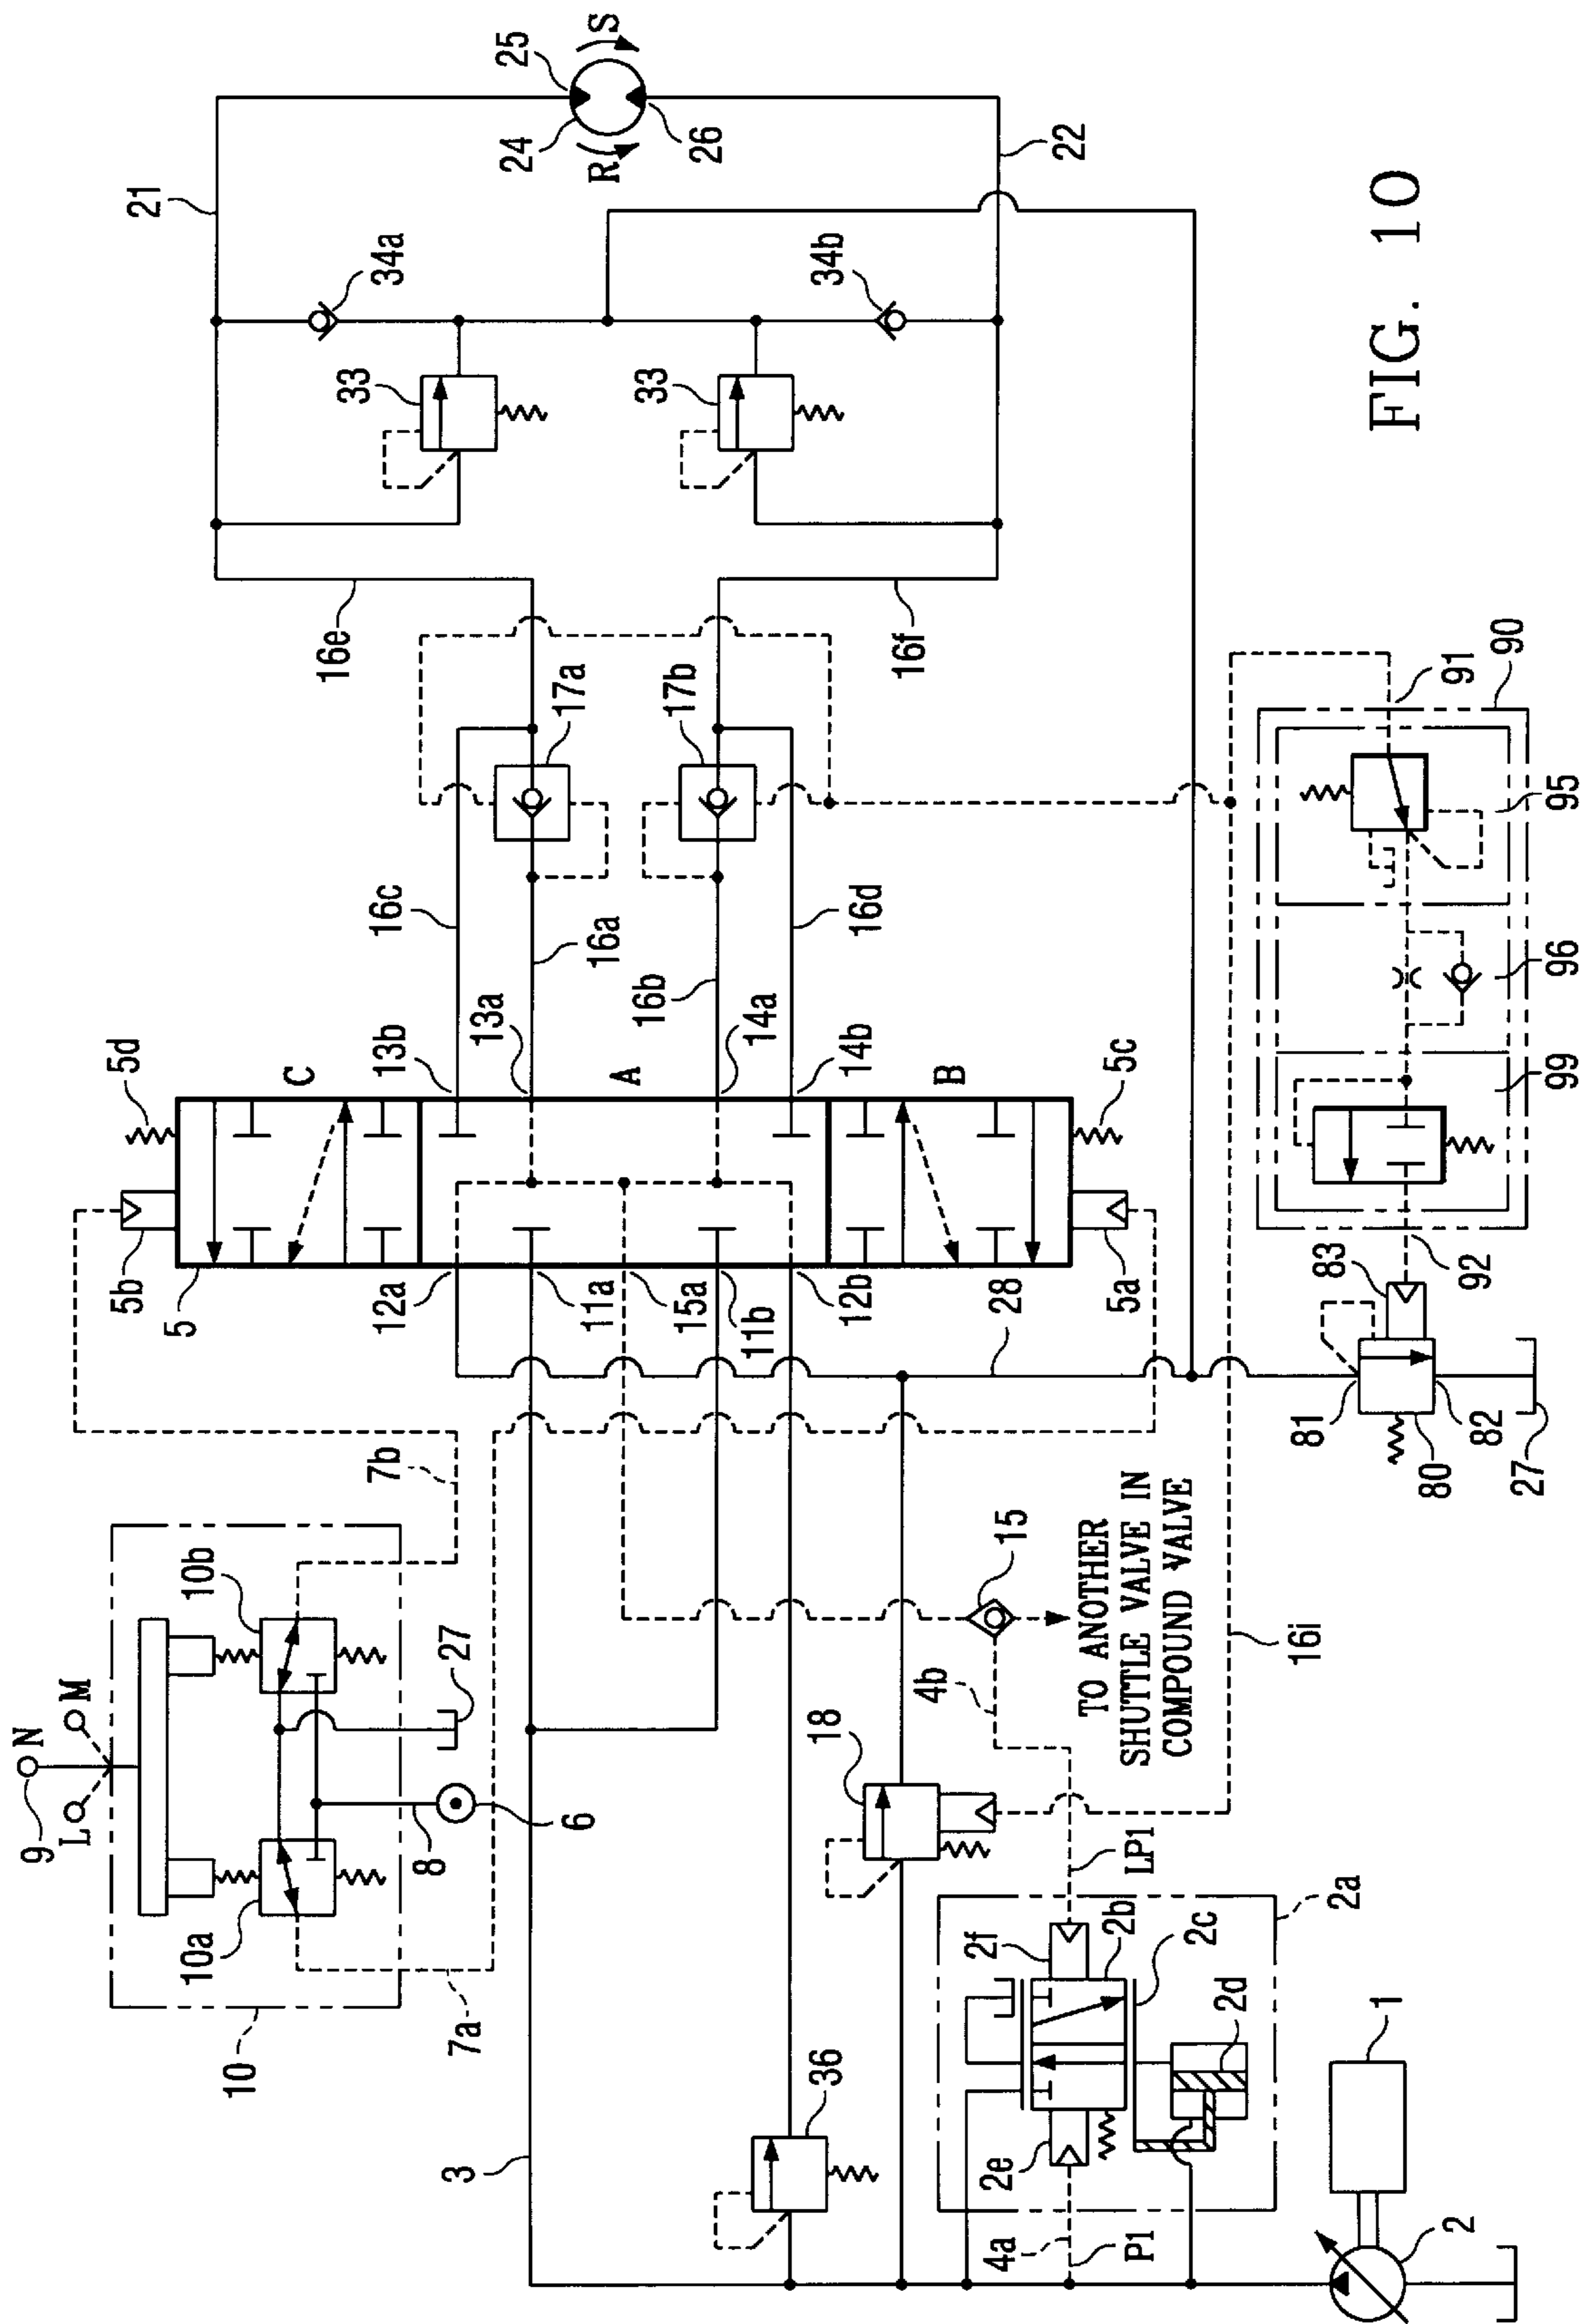 FIG. 10
25
S
24
R
26
21
22
34a
34b
33
33
16e
16f
17a
17b
91
90
95
16c
16a
16b
16d
96
13b
13a
14a
14b
99
5d
C
A
B
5c
5b
5
12a
11a
15a
11b
12b
28
5a
83
92
81
82
80
27
7b
10b
27
15
TO ANOTHER
SHUTTLE VALVE IN
COMPOUND VALVE
16i
4b
9
N
M
L
6
8
18
LP1
10a
10
7a
2f
2b
2c
2a
2d
36
3
2e
4a
P1
1
2